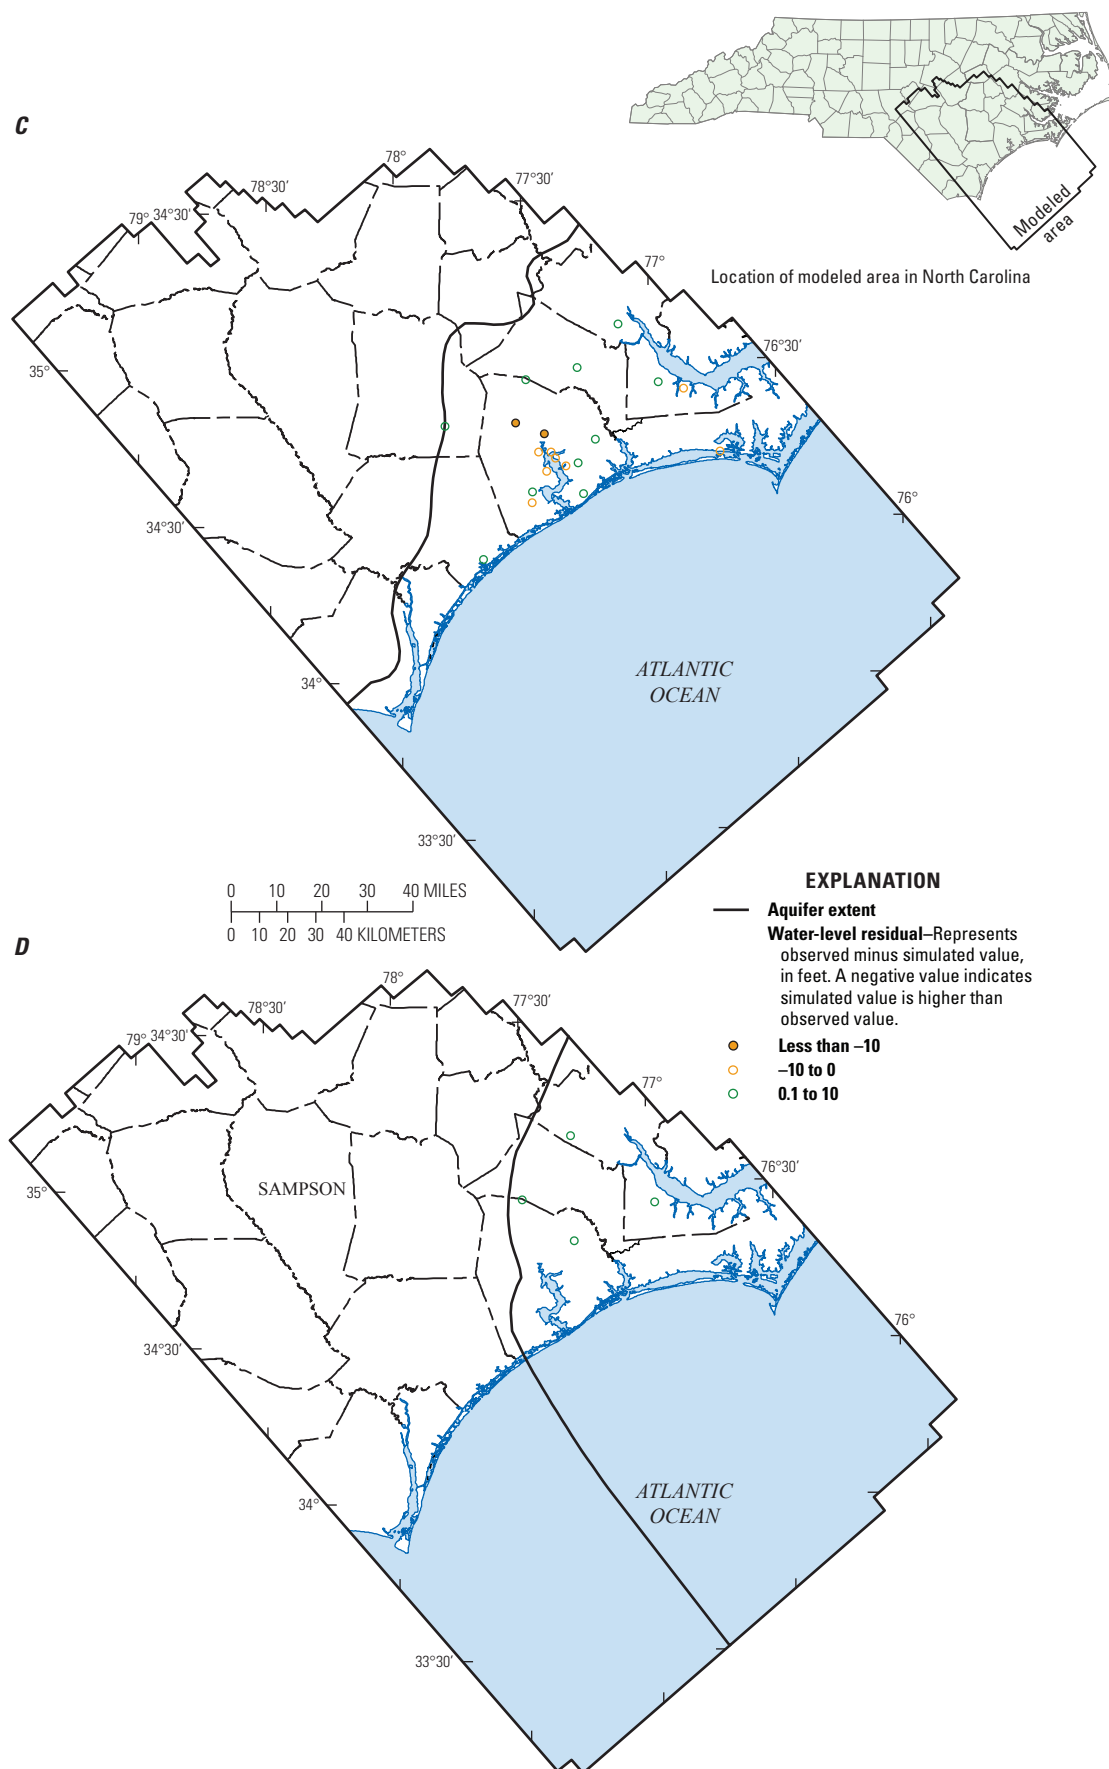 C
78°
77°30’
78°30’
79°
34°30’
77°
76°30’
35°
76°
34°30’
34°
33°30’
ATLANTIC
OCEAN
Modeled
area
Location of modeled area in North Carolina
0 10 20 30 40 MILES
0 10 20 30 40 KILOMETERS
EXPLANATION
Aquifer extent
Water-level residual–Represents
observed minus simulated value,
in feet. A negative value indicates
simulated value is higher than
observed value.
Less than –10
–10 to 0
0.1 to 10
D
78°
77°30’
78°30’
79°
34°30’
77°
76°30’
35°
SAMPSON
76°
34°30’
34°
33°30’
ATLANTIC
OCEAN